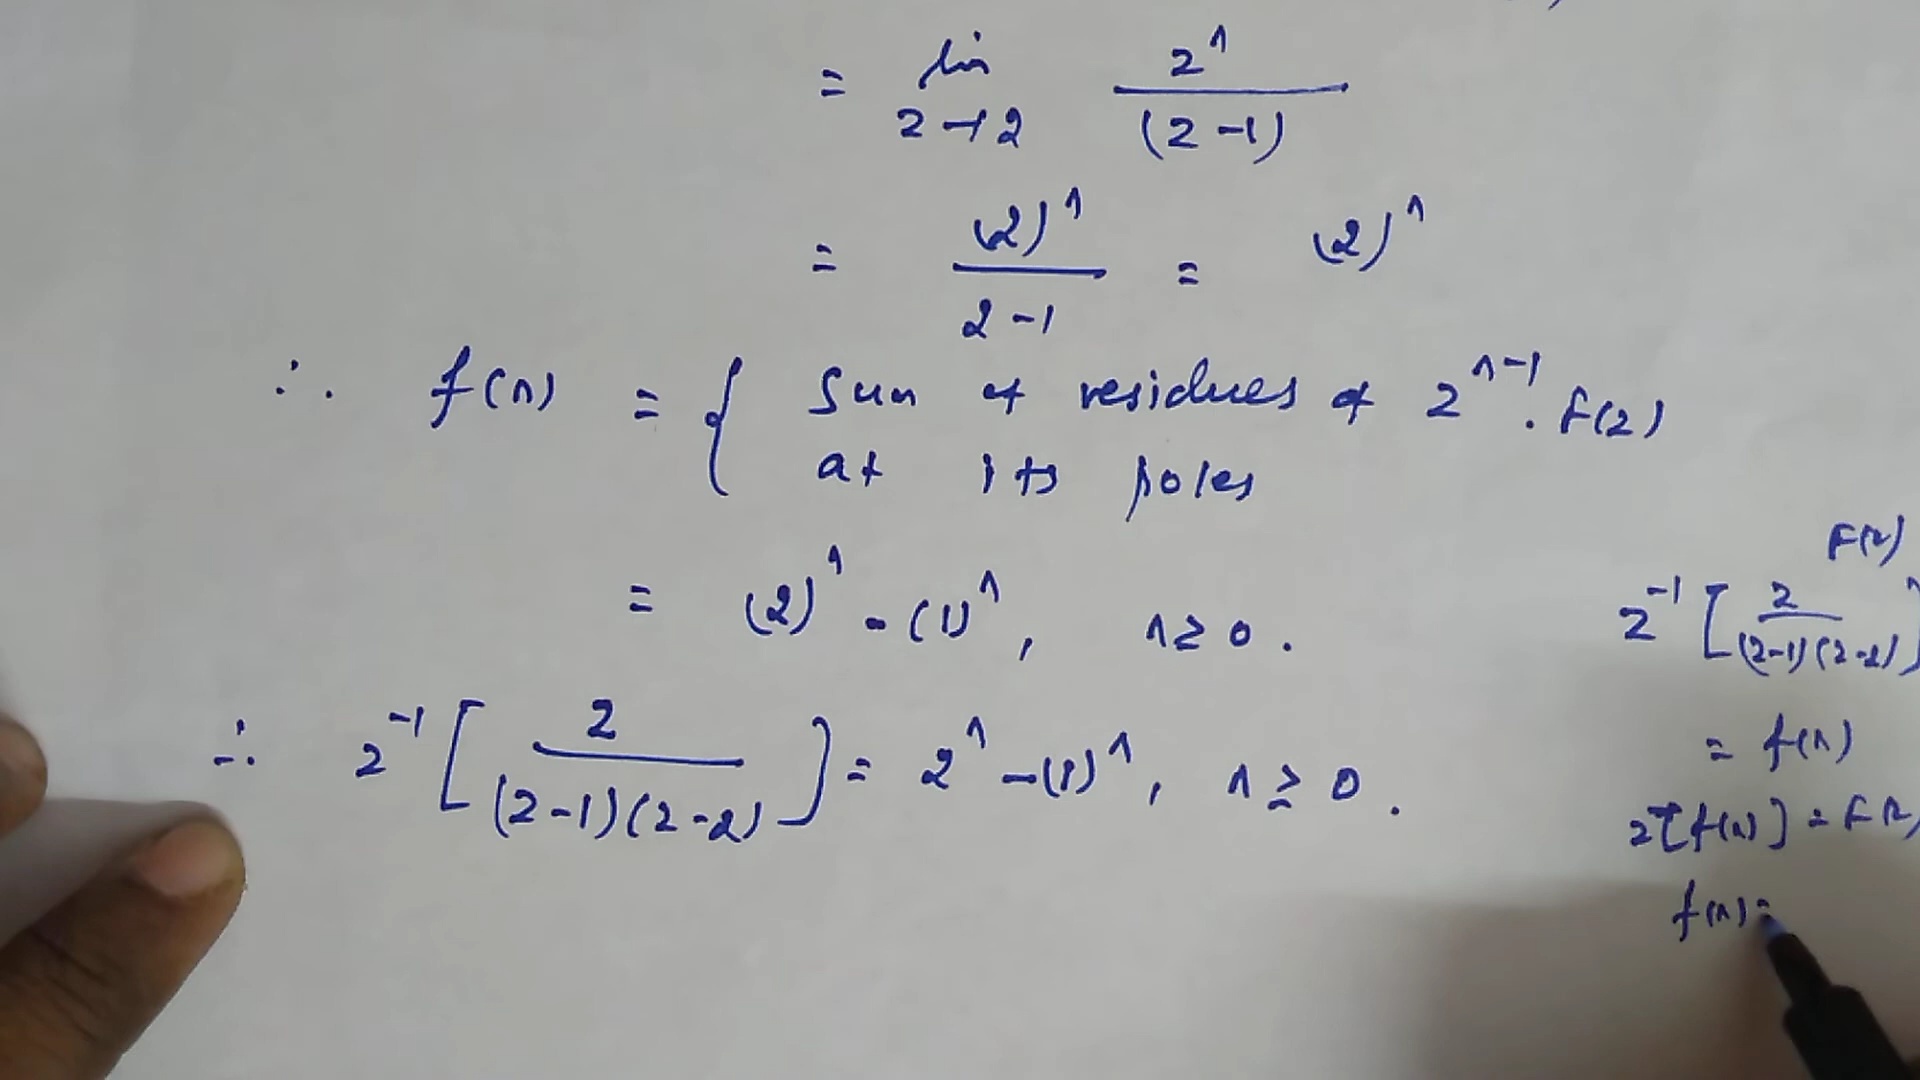 = lim z→2 z^n / (z-1)
= (2)^n / 2-1 = (2)^n
∴ f(n) = { Sum of residues of z^n-1 . F(z)
at its poles
= (2)^n - (1)^n, n≥0.
∴ z^-1 [ z / (z-1)(z-2) ] = 2^n - (1)^n, n≥0.
F(z)
z^-1 [ z / (z-1)(z-2) ]
= f(n)
z[f(n)] = F(z)
f(n) =